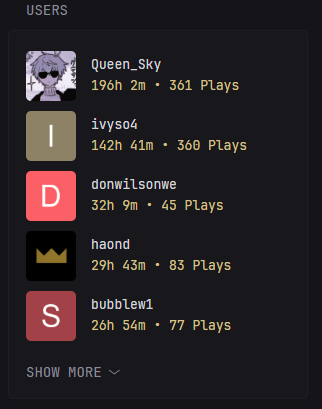 USERS
Queen_Sky
196h 2m • 361 Plays
I
ivyso4
142h 41m • 360 Plays
D
donwilsonwe
32h 9m • 45 Plays
haond
29h 43m • 83 Plays
S
bubblew1
26h 54m • 77 Plays
SHOW MORE